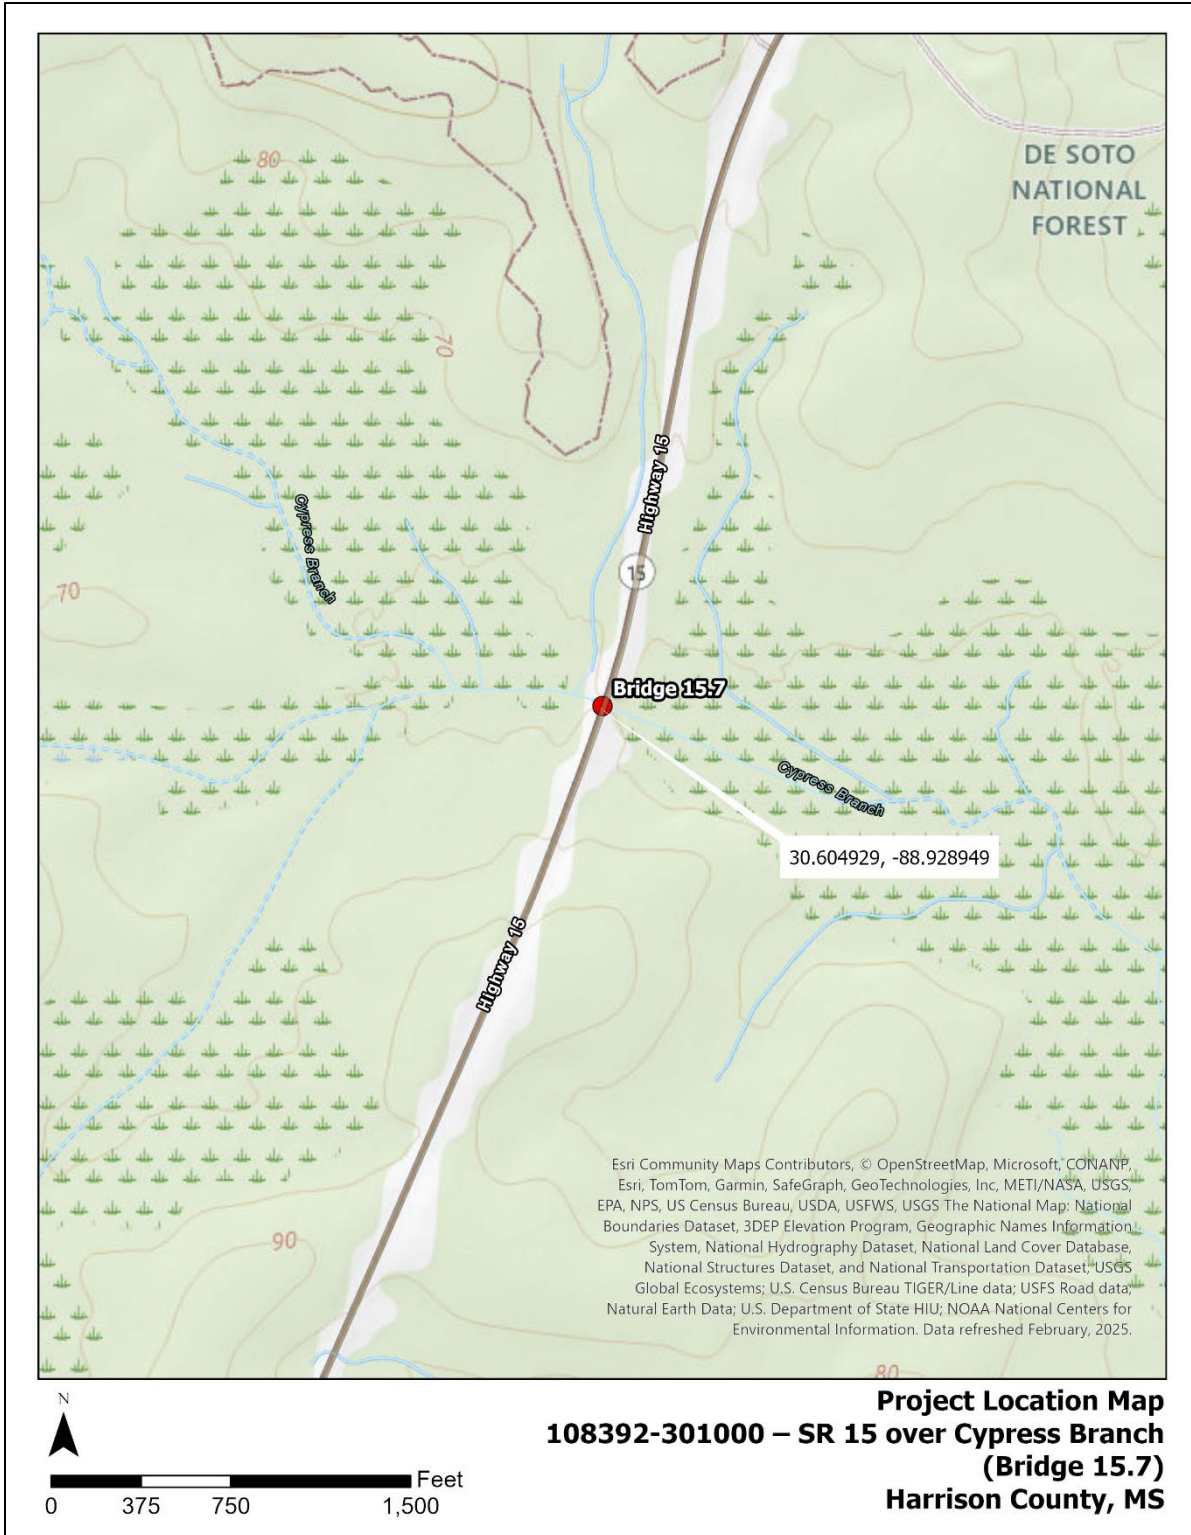 80
DE SOTO
NATIONAL
FOREST
70
Highway 15
Cypress Branch
15
70
Bridge 15.7
Cypress Branch
30.604929, -88.928949
Highway 15
Esri Community Maps Contributors, © OpenStreetMap, Microsoft, CONANP,
Esri, TomTom, Garmin, SafeGraph, GeoTechnologies, Inc, METI/NASA, USGS,
EPA, NPS, US Census Bureau, USDA, USFWS, USGS The National Map: National
Boundaries Dataset, 3DEP Elevation Program, Geographic Names Information
System, National Hydrography Dataset, National Land Cover Database,
National Structures Dataset, and National Transportation Dataset; USGS
Global Ecosystems; U.S. Census Bureau TIGER/Line data; USFS Road data;
Natural Earth Data; U.S. Department of State HIU; NOAA National Centers for
Environmental Information. Data refreshed February, 2025.
90
80
N
Feet
0 375 750 1,500
Project Location Map
108392-301000 – SR 15 over Cypress Branch
(Bridge 15.7)
Harrison County, MS